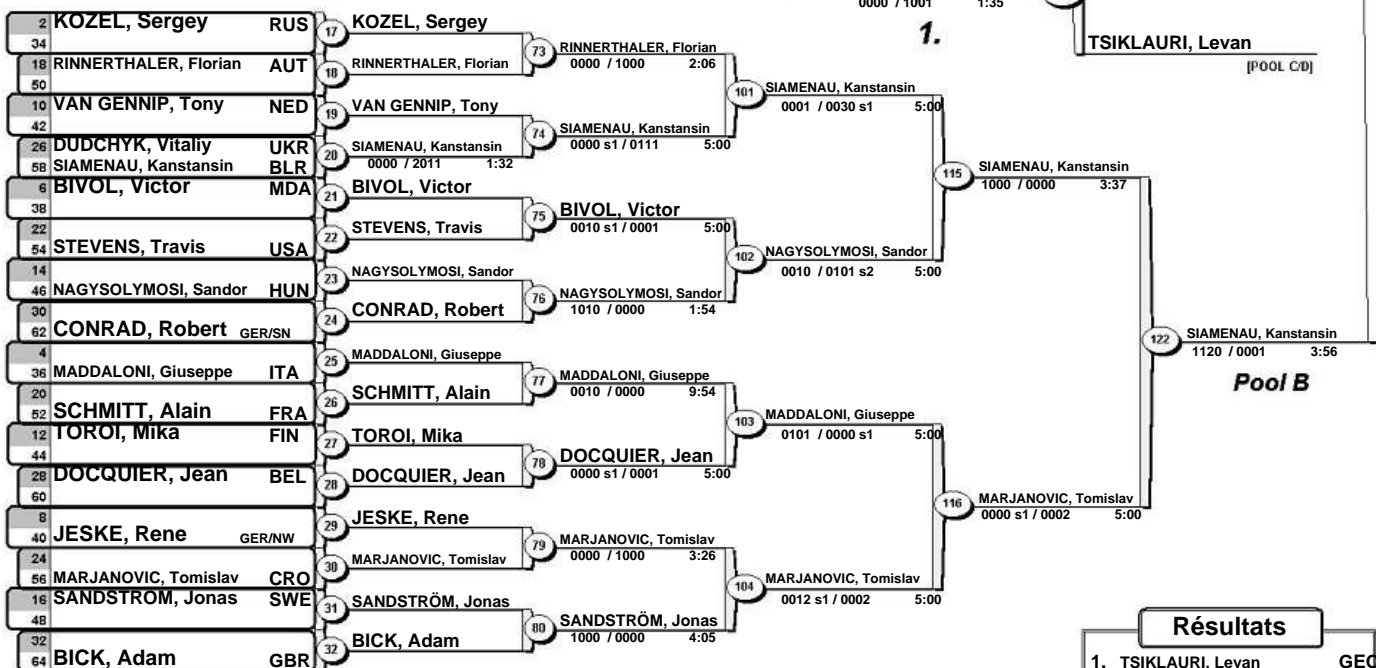 0000 / 1001 1:35
1.
TSIKLAURI, Levan
[POOL C/D]
2 KOZEL, Sergey RUS
34
18 RINNERTHALER, Florian AUT
50
10 VAN GENNIP, Tony NED
42
26 DUDCHYK, Vitaliy UKR
58 SIAMENAU, Kanstansin BLR
6 BIVOL, Victor MDA
38
22
54 STEVENS, Travis USA
14
46 NAGYSOLYMOSI, Sandor HUN
30
62 CONRAD, Robert GER/SN
4
36 MADDALONI, Giuseppe ITA
20
52 SCHMITT, Alain FRA
12 TOROI, Mika FIN
44
28 DOCQUIER, Jean BEL
60
8
40 JESKE, Rene GER/NW
24
56 MARJANOVIC, Tomislav CRO
16 SANDSTRÖM, Jonas SWE
48
32
64 BICK, Adam GBR
17 KOZEL, Sergey
18 RINNERTHALER, Florian
19 VAN GENNIP, Tony
20 SIAMENAU, Kanstansin
0000 / 2011 1:32
21 BIVOL, Victor
22 STEVENS, Travis
23 NAGYSOLYMOSI, Sandor
24 CONRAD, Robert
25 MADDALONI, Giuseppe
26 SCHMITT, Alain
27 TOROI, Mika
28 DOCQUIER, Jean
29 JESKE, Rene
30 MARJANOVIC, Tomislav
31 SANDSTRÖM, Jonas
32 BICK, Adam
73 RINNERTHALER, Florian
0000 / 1000 2:06
74 SIAMENAU, Kanstansin
0000 s1 / 0111 5:00
75 BIVOL, Victor
0010 s1 / 0001 5:00
76 NAGYSOLYMOSI, Sandor
1010 / 0000 1:54
77 MADDALONI, Giuseppe
0010 / 0000 9:54
78 DOCQUIER, Jean
0000 s1 / 0001 5:00
79 MARJANOVIC, Tomislav
0000 / 1000 3:26
80 SANDSTRÖM, Jonas
1000 / 0000 4:05
101 SIAMENAU, Kanstansin
0001 / 0030 s1 5:00
102 NAGYSOLYMOSI, Sandor
0010 / 0101 s2 5:00
103 MADDALONI, Giuseppe
0101 / 0000 s1 5:00
104 MARJANOVIC, Tomislav
0012 s1 / 0002 5:00
115 SIAMENAU, Kanstansin
1000 / 0000 3:37
116 MARJANOVIC, Tomislav
0000 s1 / 0002 5:00
122 SIAMENAU, Kanstansin
1120 / 0001 3:56
Pool B
Résultats
1. TSIKLAURI, Levan GEO